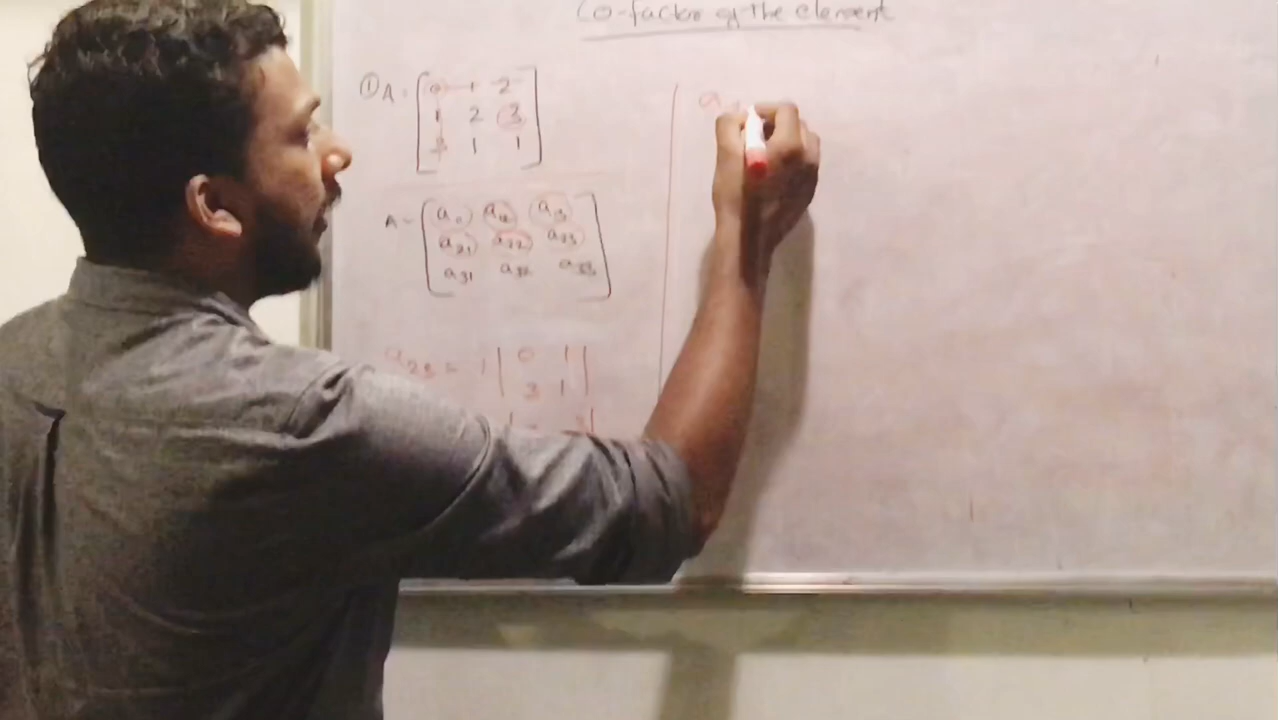 Co-factor of the element
① A = [ 0 1 2
1 2 3
3 1 1 ]
A = [ a₁₁ a₁₂ a₁₃
a₂₁ a₂₂ a₂₃
a₃₁ a₃₂ a₃₃ ]
a₂₃ = 1 | 0 1
3 1 |
a